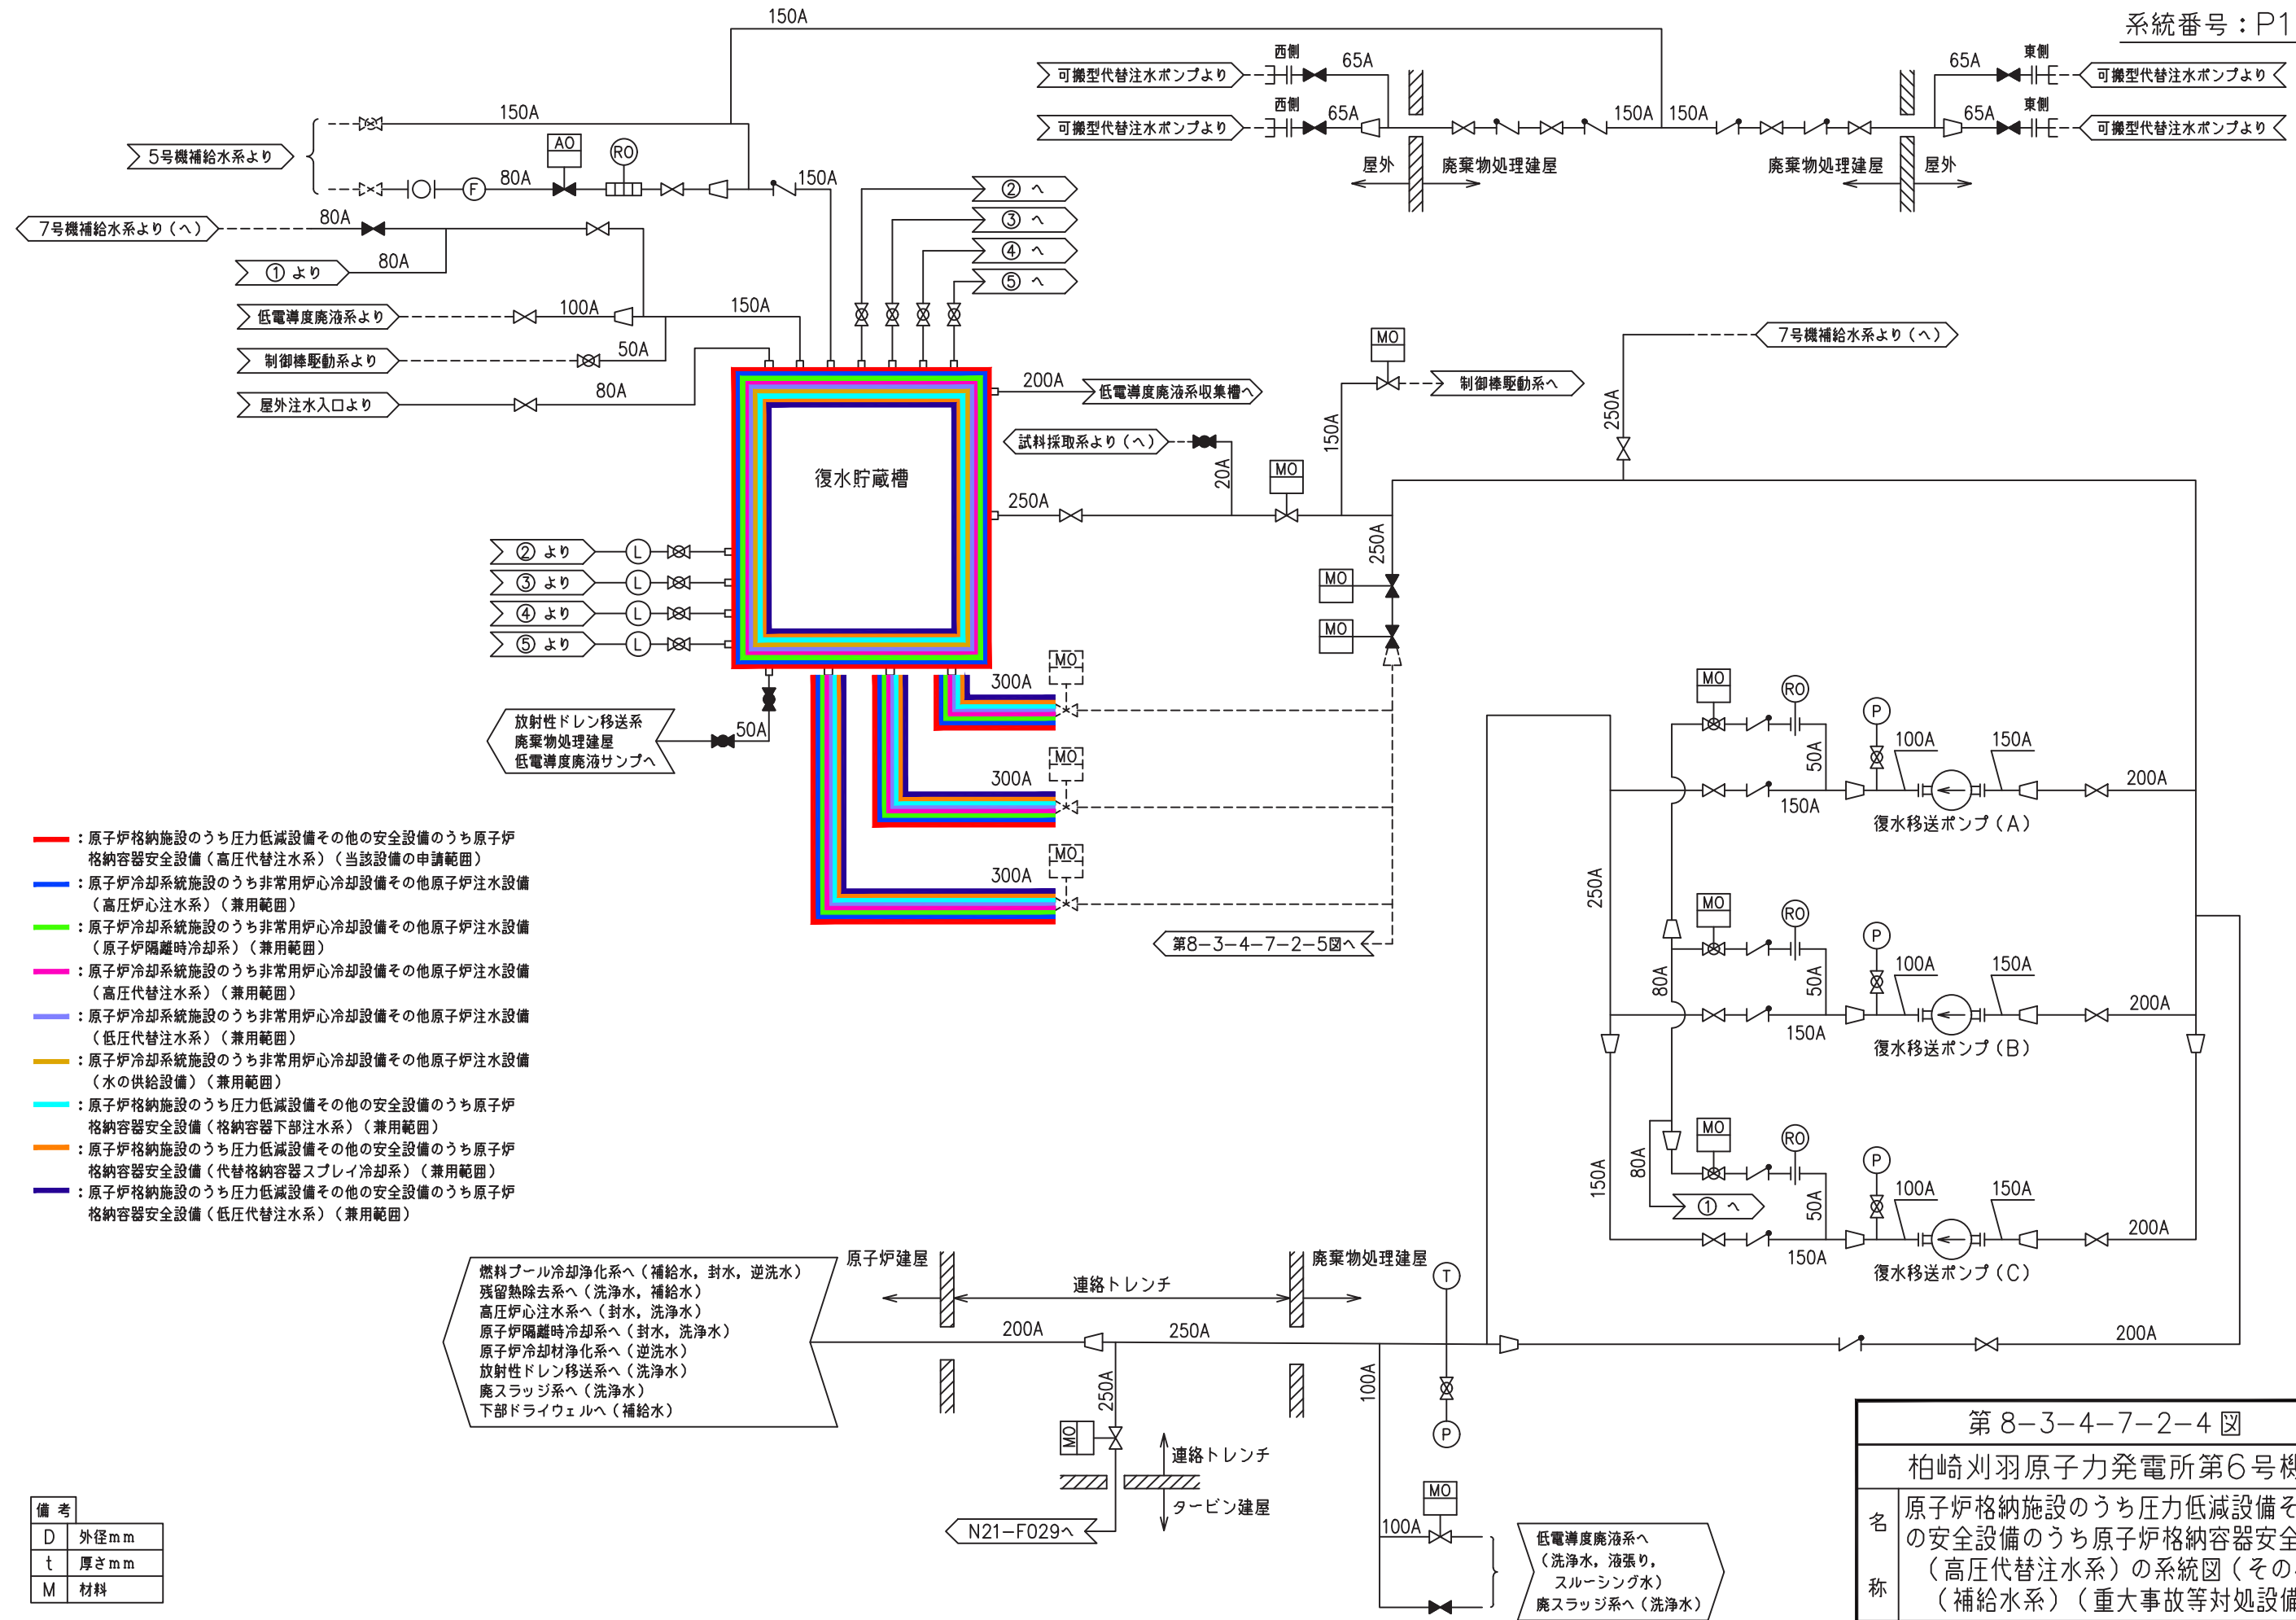 系統番号：P1
150A
西側
65A
可搬型代替注水ポンプより
西側
65A
可搬型代替注水ポンプより
150A
150A
65A
東側
可搬型代替注水ポンプより
65A
東側
可搬型代替注水ポンプより
屋外
廃棄物処理建屋
廃棄物処理建屋
屋外
150A
5号機補給水系より
AO
RO
F
80A
150A
7号機補給水系より（へ）
80A
①より
80A
低電導度廃液系より
100A
150A
制御棒駆動系より
50A
屋外注水入口より
80A
② へ
③ へ
④ へ
⑤ へ
復水貯蔵槽
200A
低電導度廃液系収集槽へ
試料採取系より（へ）
20A
250A
MO
150A
MO
制御棒駆動系へ
7号機補給水系より（へ）
250A
250A
MO
MO
② より
L
③ より
L
④ より
L
⑤ より
L
放射性ドレン移送系
廃棄物処理建屋
低電導度廃液サンプへ
50A
300A
MO
300A
MO
300A
MO
第8-3-4-7-2-5図へ
MO
RO
P
50A
100A
150A
200A
150A
復水移送ポンプ（A）
250A
MO
RO
P
80A
50A
100A
150A
200A
150A
復水移送ポンプ（B）
MO
RO
P
150A
80A
① へ
50A
100A
150A
200A
150A
復水移送ポンプ（C）
：原子炉格納施設のうち圧力低減設備その他の安全設備のうち原子炉
格納容器安全設備（高圧代替注水系）（当該設備の申請範囲）
：原子炉冷却系統施設のうち非常用炉心冷却設備その他原子炉注水設備
（高圧炉心注水系）（兼用範囲）
：原子炉冷却系統施設のうち非常用炉心冷却設備その他原子炉注水設備
（原子炉隔離時冷却系）（兼用範囲）
：原子炉冷却系統施設のうち非常用炉心冷却設備その他原子炉注水設備
（高圧代替注水系）（兼用範囲）
：原子炉冷却系統施設のうち非常用炉心冷却設備その他原子炉注水設備
（低圧代替注水系）（兼用範囲）
：原子炉冷却系統施設のうち非常用炉心冷却設備その他原子炉注水設備
（水の供給設備）（兼用範囲）
：原子炉格納施設のうち圧力低減設備その他の安全設備のうち原子炉
格納容器安全設備（格納容器下部注水系）（兼用範囲）
：原子炉格納施設のうち圧力低減設備その他の安全設備のうち原子炉
格納容器安全設備（代替格納容器スプレイ冷却系）（兼用範囲）
：原子炉格納施設のうち圧力低減設備その他の安全設備のうち原子炉
格納容器安全設備（低圧代替注水系）（兼用範囲）
燃料プール冷却浄化系へ（補給水，封水，逆洗水）
残留熱除去系へ（洗浄水，補給水）
高圧炉心注水系へ（封水，洗浄水）
原子炉隔離時冷却系へ（封水，洗浄水）
原子炉冷却材浄化系へ（逆洗水）
放射性ドレン移送系へ（洗浄水）
廃スラッジ系へ（洗浄水）
下部ドライウェルへ（補給水）
原子炉建屋
連絡トレンチ
廃棄物処理建屋
200A
250A
T
P
200A
250A
MO
連絡トレンチ
タービン建屋
N21-F029へ
100A
MO
100A
低電導度廃液系へ
（洗浄水，液張り，
スルーシング水）
廃スラッジ系へ（洗浄水）
備 考
D 外径mm
t 厚さmm
M 材料
第 8-3-4-7-2-4 図
柏崎刈羽原子力発電所第6号機
名
称
原子炉格納施設のうち圧力低減設備そ
の安全設備のうち原子炉格納容器安全
（高圧代替注水系）の系統図（その
（補給水系）（重大事故等対処設備